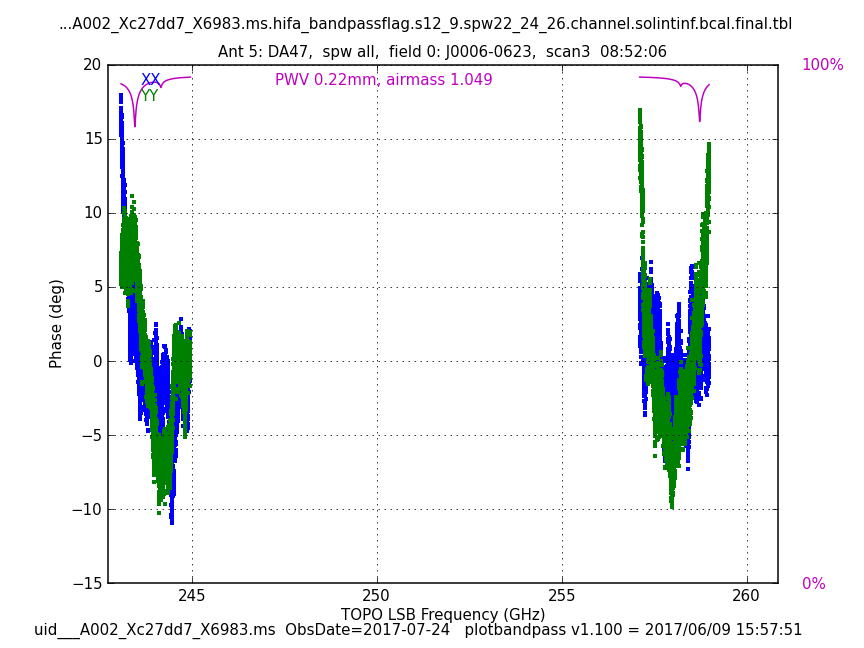 ...A002_Xc27dd7_X6983.ms.hifa_bandpassflag.s12_9.spw22_24_26.channel.solintinf.bcal.final.tbl
Ant 5: DA47,  spw all,  field 0: J0006-0623,  scan3  08:52:06
20
100%
XX
PWV 0.22mm, airmass 1.049
YY
15
10
5
Phase (deg)
0
−5
−10
−15
0%
245
250
255
260
TOPO LSB Frequency (GHz)
uid___A002_Xc27dd7_X6983.ms  ObsDate=2017-07-24   plotbandpass v1.100 = 2017/06/09 15:57:51